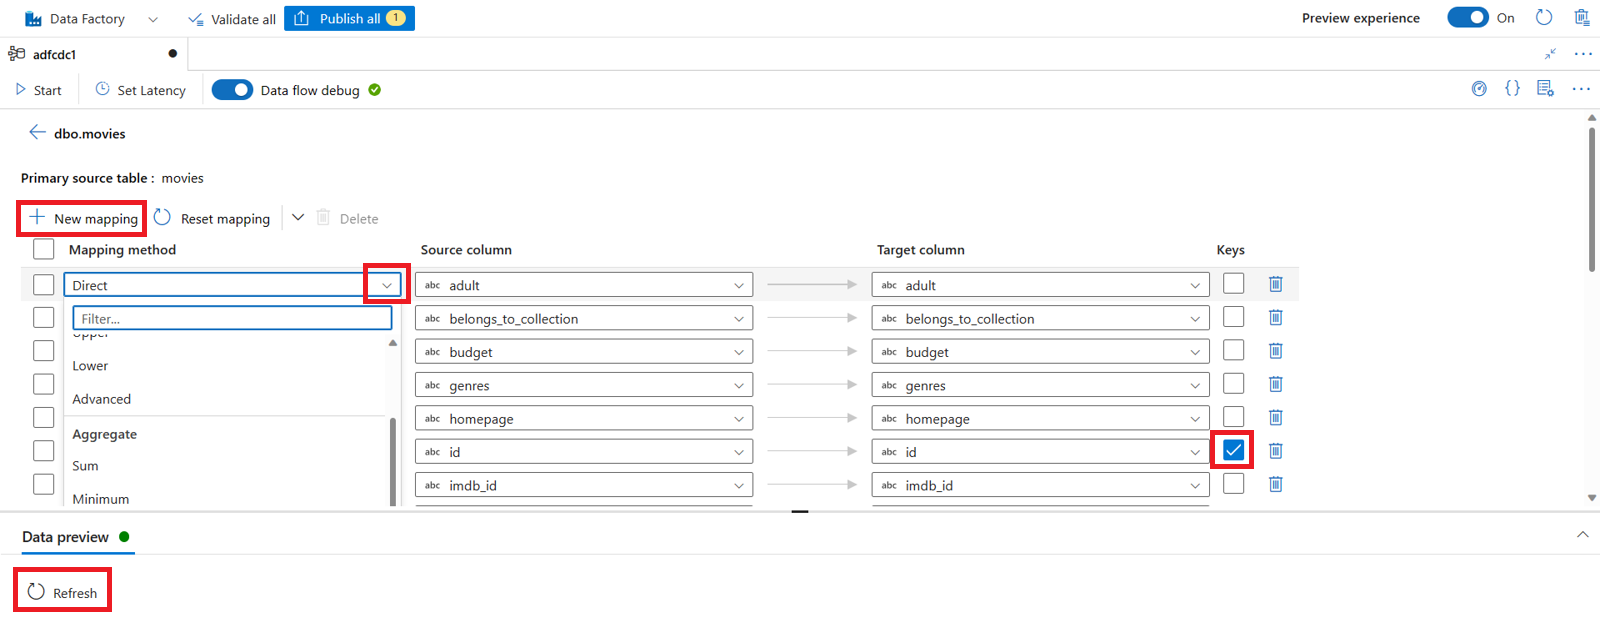 Data Factory Validate all Publish all 1 Preview experience On
adfcdc1
Start Set Latency Data flow debug
dbo.movies
Primary source table : movies
New mapping Reset mapping Delete
Mapping method Source column Target column Keys
Direct abc adult abc adult
Filter... abc belongs_to_collection abc belongs_to_collection
Upper
abc budget abc budget
Lower
abc genres abc genres
Advanced
abc homepage abc homepage
Aggregate
abc id abc id
Sum
abc imdb_id abc imdb_id
Minimum
Data preview
Refresh